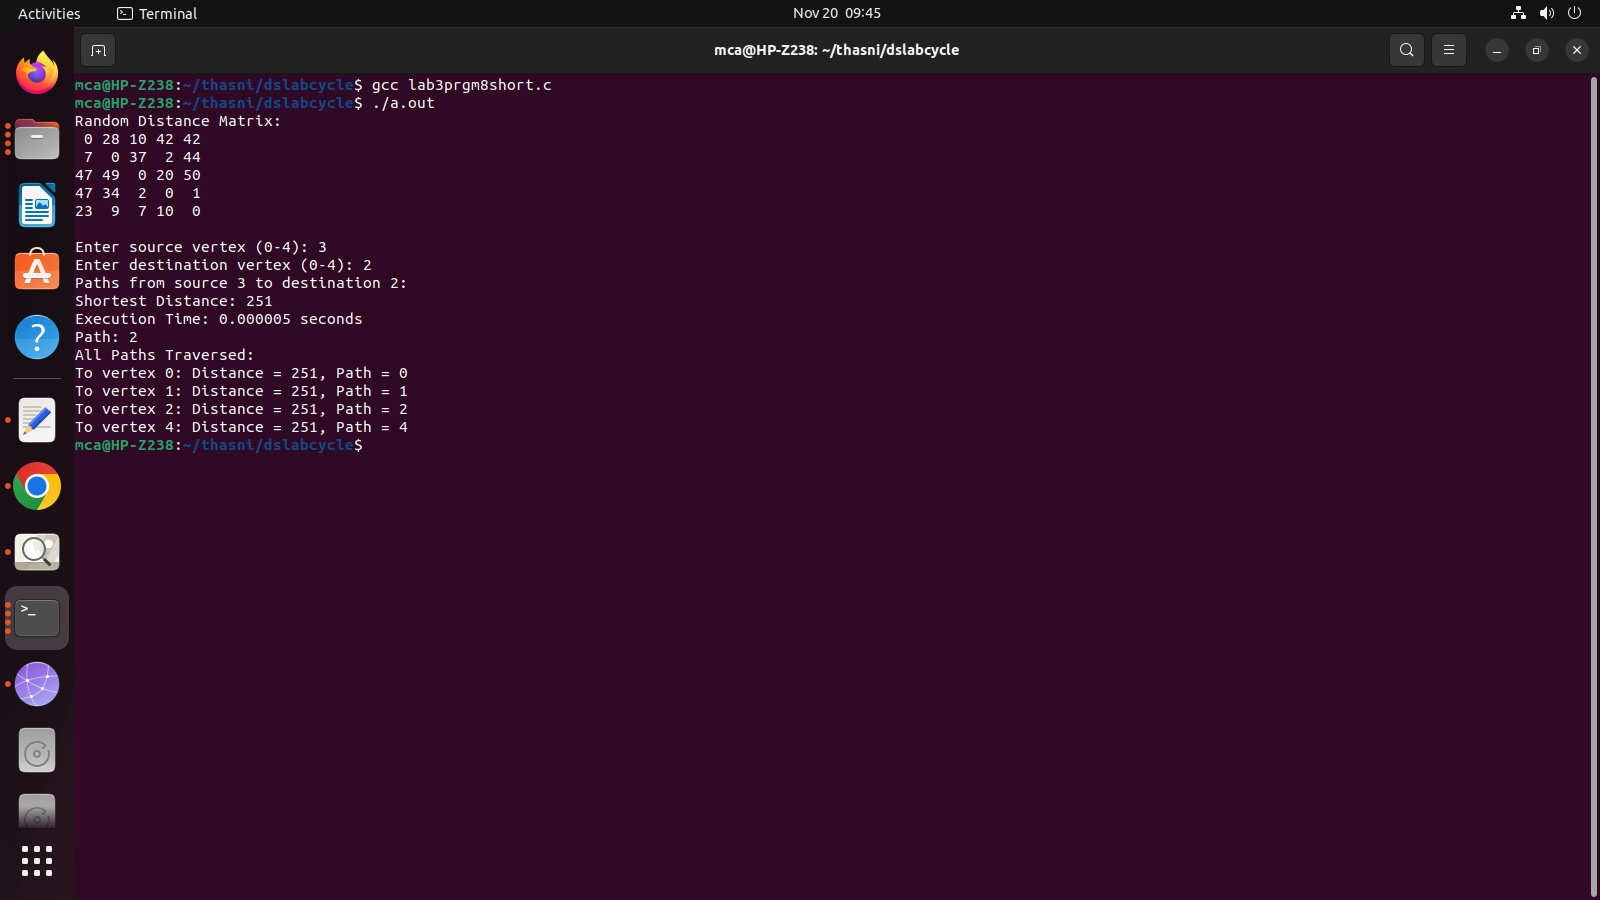 Activities
Terminal
Nov 20 09:45
mca@HP-Z238: ~/thasni/dslabcycle
mca@HP-Z238:~/thasni/dslabcycle$ gcc lab3prgm8short.c
mca@HP-Z238:~/thasni/dslabcycle$ ./a.out
Random Distance Matrix:
 0 28 10 42 42
 7  0 37  2 44
47 49  0 20 50
47 34  2  0  1
23  9  7 10  0
Enter source vertex (0-4): 3
Enter destination vertex (0-4): 2
Paths from source 3 to destination 2:
Shortest Distance: 251
Execution Time: 0.000005 seconds
Path: 2
All Paths Traversed:
To vertex 0: Distance = 251, Path = 0
To vertex 1: Distance = 251, Path = 1
To vertex 2: Distance = 251, Path = 2
To vertex 4: Distance = 251, Path = 4
mca@HP-Z238:~/thasni/dslabcycle$